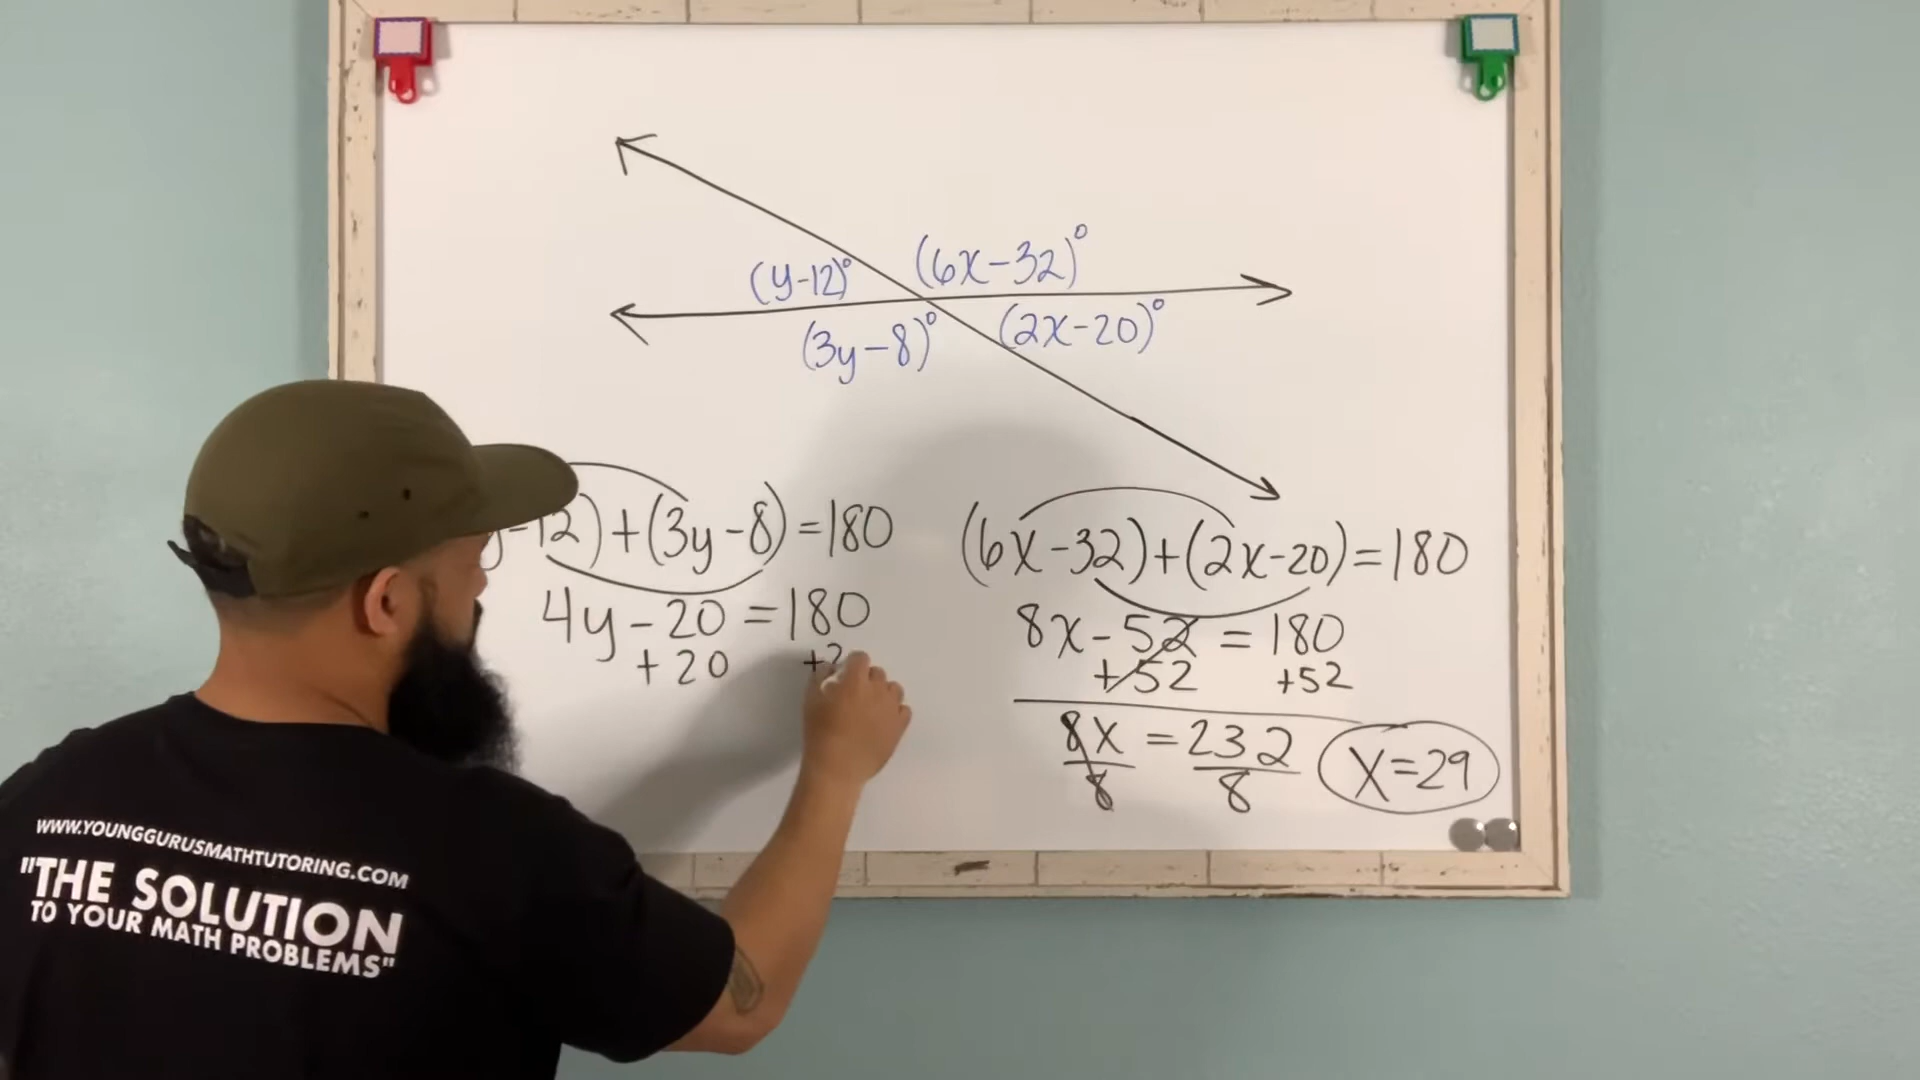 (y-12)° (6x-32)°
(3y-8)° (2x-20)°
-12)+(3y-8)=180
4y-20=180
+20
(6x-32)+(2x-20)=180
8x-52=180
+52 +52
8x=232
8 8
x=29
WWW.YOUNGGURUSMATHTUTORING.COM
"THE SOLUTION
TO YOUR MATH PROBLEMS"